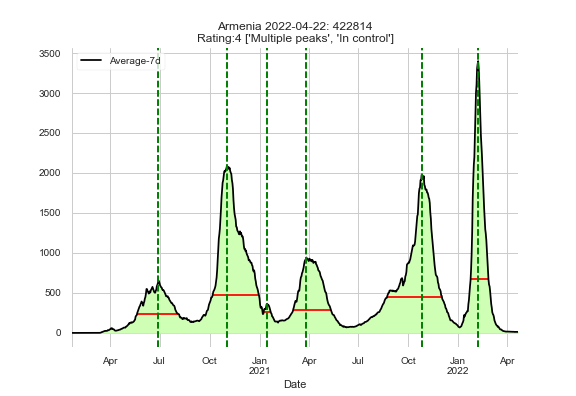 Armenia 2022-04-22: 422814
Rating:4 ['Multiple peaks', 'In control']
Average-7d
3500
3000
2500
2000
1500
1000
500
0
Apr Jul Oct Jan Apr Jul Oct Jan Apr
2021 2022
Date